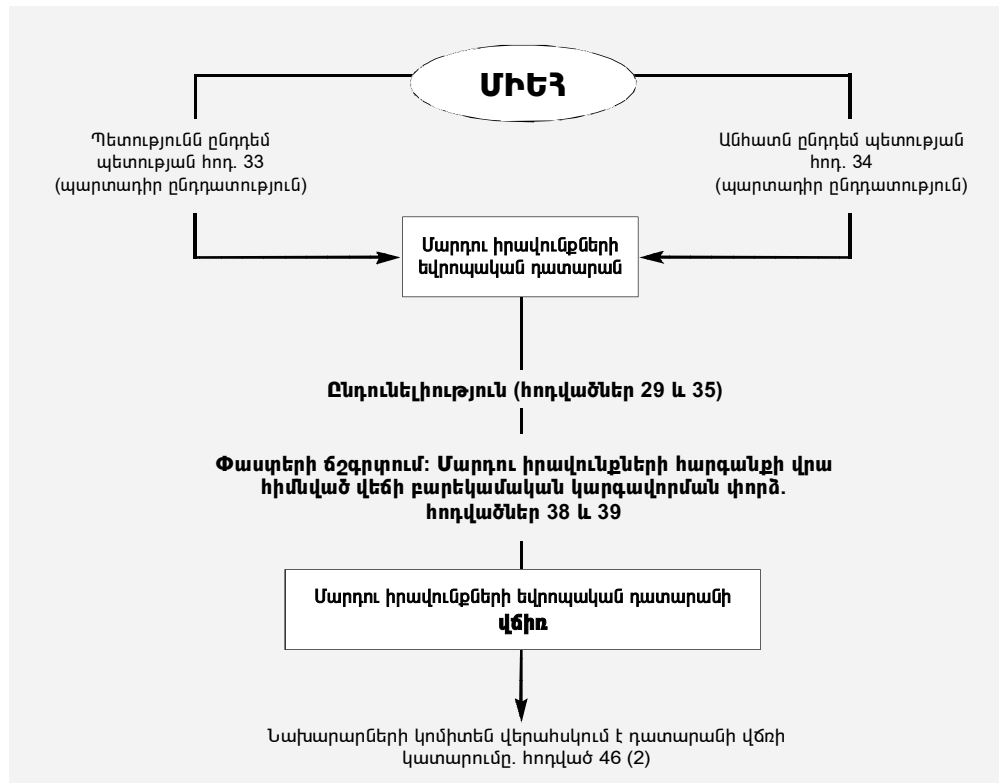 ՄԻԵՀ
Պետությունն ընդդեմ
պետության հոդ. 33
(պարտադիր ընդդատություն)
Անհատն ընդդեմ պետության
հոդ. 34
(պարտադիր ընդդատություն)
Մարդու իրավունքների
եվրոպական դատարան
Ընդունելիություն (հոդվածներ 29 և 35)
Փաստերի ճշգրտում: Մարդու իրավունքների հարգանքի վրա
հիմնված վեճի բարեկամական կարգավորման փորձ.
հոդվածներ 38 և 39
Մարդու իրավունքների եվրոպական դատարանի
վճիռ
Նախարարների կոմիտեն վերահսկում է դատարանի վճռի
կատարումը. հոդված 46 (2)